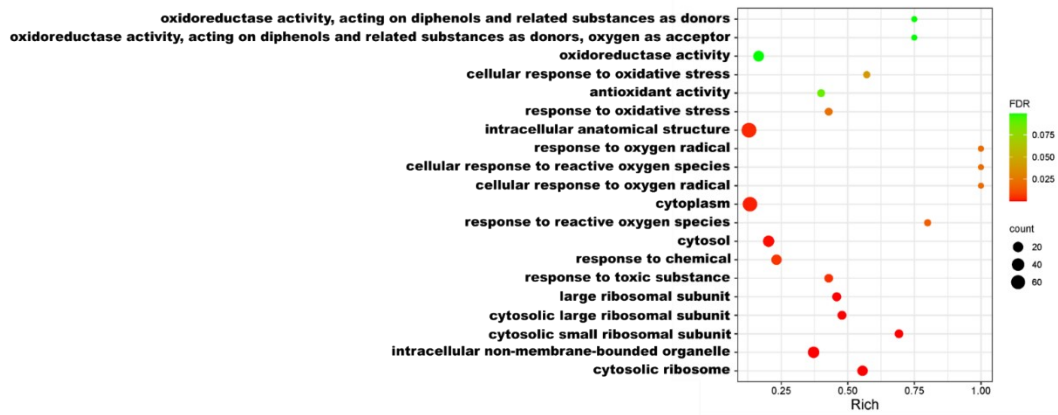 oxidoreductase activity, acting on diphenols and related substances as donors
oxidoreductase activity, acting on diphenols and related substances as donors, oxygen as acceptor
oxidoreductase activity
cellular response to oxidative stress
antioxidant activity
response to oxidative stress
intracellular anatomical structure
response to oxygen radical
cellular response to reactive oxygen species
cellular response to oxygen radical
cytoplasm
response to reactive oxygen species
cytosol
response to chemical
response to toxic substance
large ribosomal subunit
cytosolic large ribosomal subunit
cytosolic small ribosomal subunit
intracellular non-membrane-bounded organelle
cytosolic ribosome
0.25 0.50 0.75 1.00
Rich
FDR
0.075
0.050
0.025
count
20
40
60